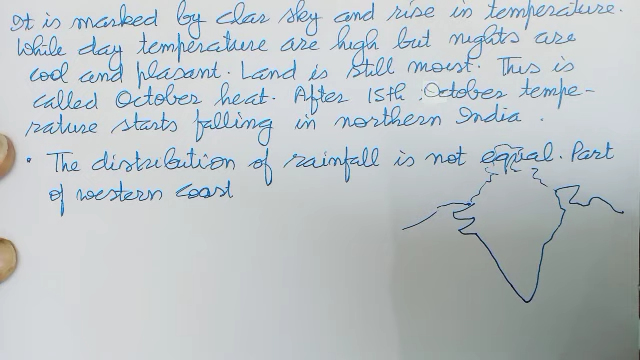 It is marked by clar sky and rise in temperature.
While day temperature are high but nights are
cool and plasant. Land is still moist. This is
called October heat. After 15th October tempe-
rature starts falling in northern India.
• The distribution of rainfall is not equal. Part
of western coast